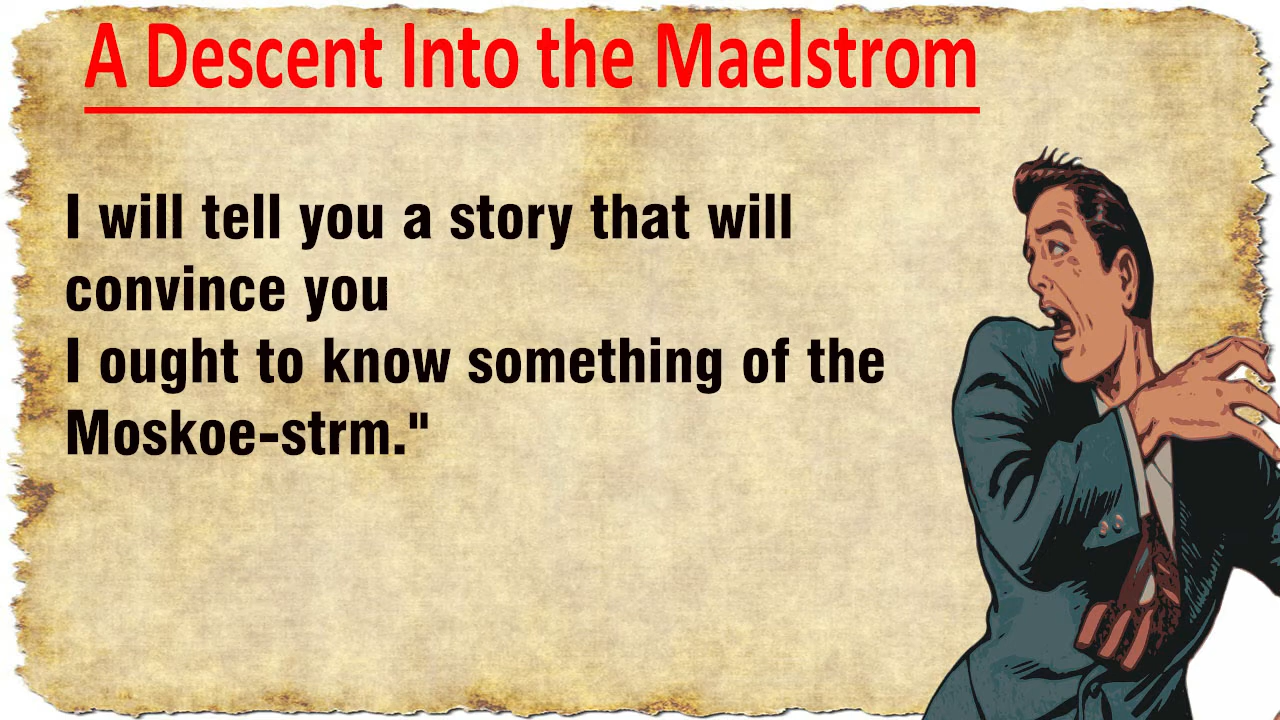 A Descent Into the Maelstrom
I will tell you a story that will
convince you
I ought to know something of the
Moskoe-strm."